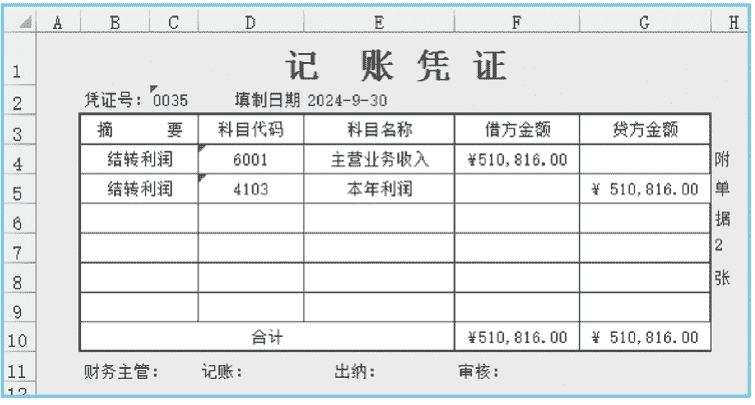 A B C D E F G H
1 记 账 凭 证
2 凭证号: 0035 填制日期 2024-9-30
3 摘 要 科目代码 科目名称 借方金额 贷方金额
4 结转利润 6001 主营业务收入 ¥510,816.00 附
5 结转利润 4103 本年利润 ¥ 510,816.00 单
6 据
7 2
8 张
9
10 合计 ¥510,816.00 ¥ 510,816.00
11 财务主管: 记账: 出纳: 审核:
12